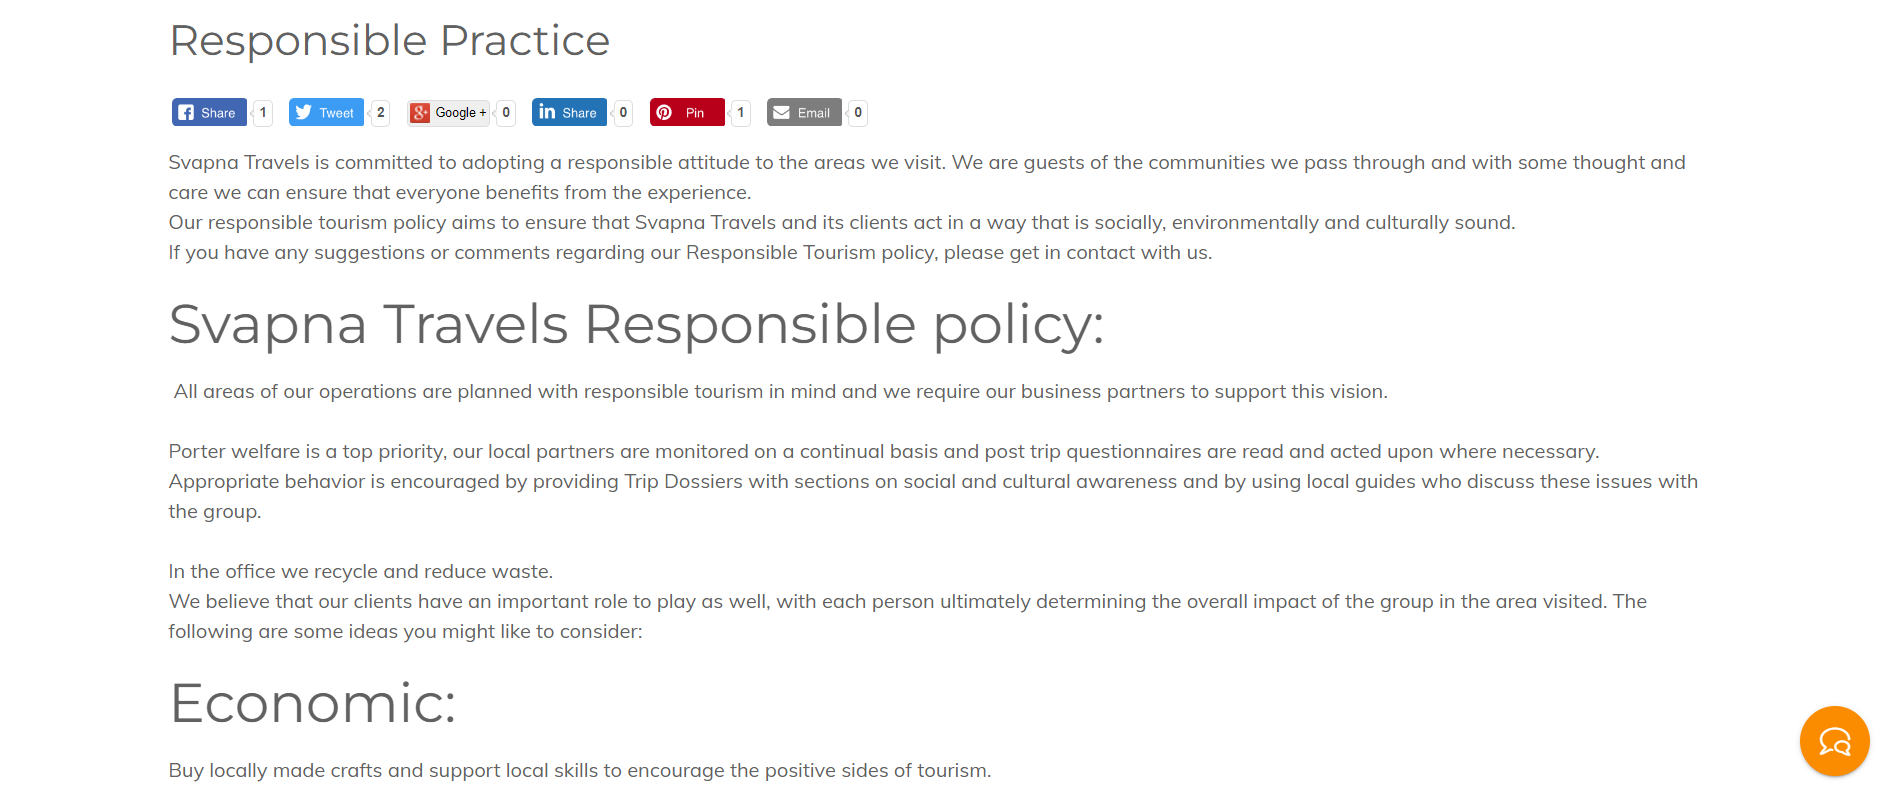 Responsible Practice
Share 1 Tweet 2 Google + 0 Share 0 Pin 1 Email 0
Svapna Travels is committed to adopting a responsible attitude to the areas we visit. We are guests of the communities we pass through and with some thought and
care we can ensure that everyone benefits from the experience.
Our responsible tourism policy aims to ensure that Svapna Travels and its clients act in a way that is socially, environmentally and culturally sound.
If you have any suggestions or comments regarding our Responsible Tourism policy, please get in contact with us.
Svapna Travels Responsible policy:
All areas of our operations are planned with responsible tourism in mind and we require our business partners to support this vision.
Porter welfare is a top priority, our local partners are monitored on a continual basis and post trip questionnaires are read and acted upon where necessary.
Appropriate behavior is encouraged by providing Trip Dossiers with sections on social and cultural awareness and by using local guides who discuss these issues with
the group.
In the office we recycle and reduce waste.
We believe that our clients have an important role to play as well, with each person ultimately determining the overall impact of the group in the area visited. The
following are some ideas you might like to consider:
Economic:
Buy locally made crafts and support local skills to encourage the positive sides of tourism.